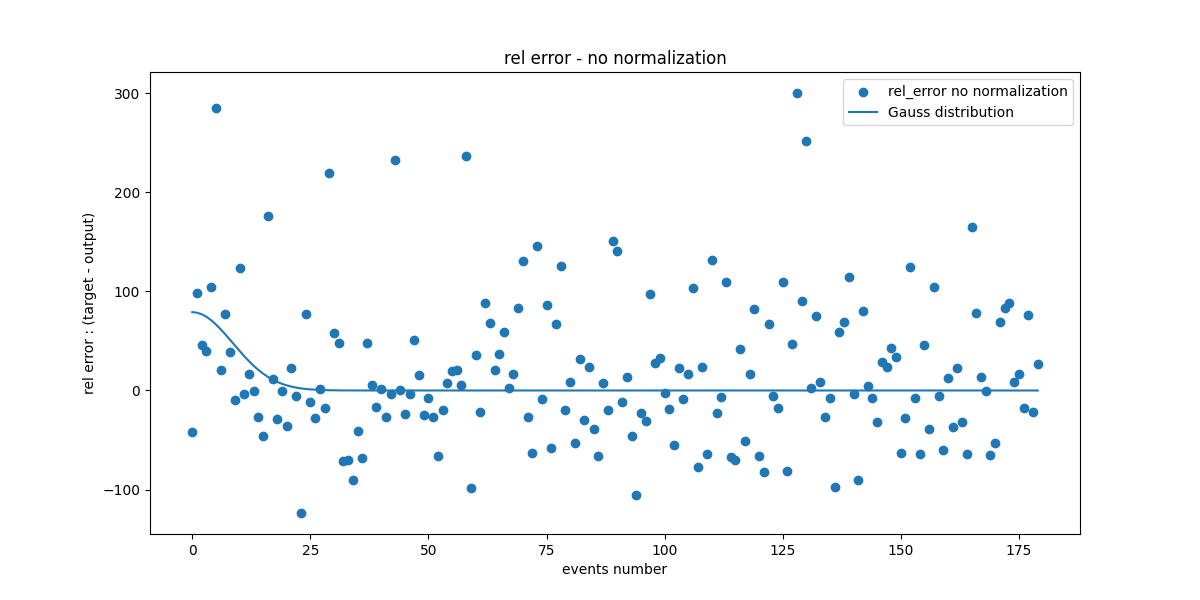 rel error - no normalization
rel_error no normalization
Gauss distribution
rel error : (target - output)
300
200
100
0
−100
0
25
50
75
100
125
150
175
events number